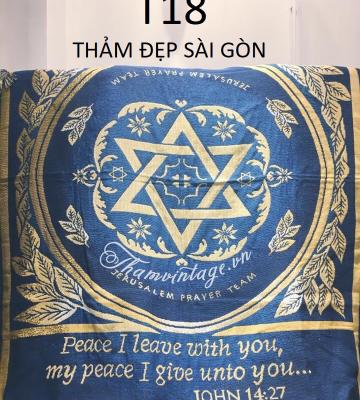 T18
THẢM ĐẸP SÀI GÒN
JERUSALEM PRAYER TEAM
Thamvintage.vn
JERUSALEM PRAYER TEAM
Peace I leave with you,
my peace I give unto you...
JOHN 14:27